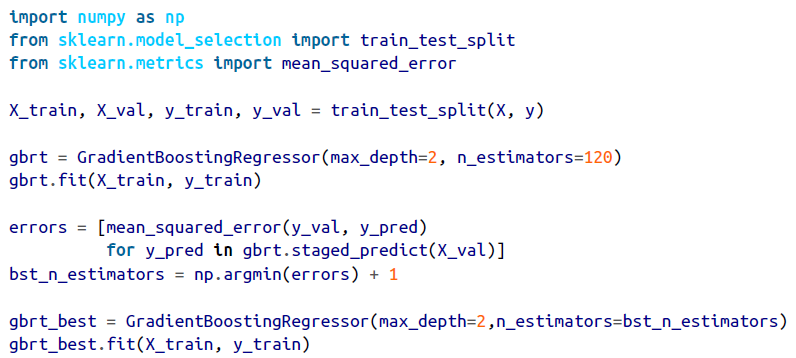 import numpy as np
from sklearn.model_selection import train_test_split
from sklearn.metrics import mean_squared_error

X_train, X_val, y_train, y_val = train_test_split(X, y)

gbrt = GradientBoostingRegressor(max_depth=2, n_estimators=120)
gbrt.fit(X_train, y_train)

errors = [mean_squared_error(y_val, y_pred)
          for y_pred in gbrt.staged_predict(X_val)]
bst_n_estimators = np.argmin(errors) + 1

gbrt_best = GradientBoostingRegressor(max_depth=2,n_estimators=bst_n_estimators)
gbrt_best.fit(X_train, y_train)